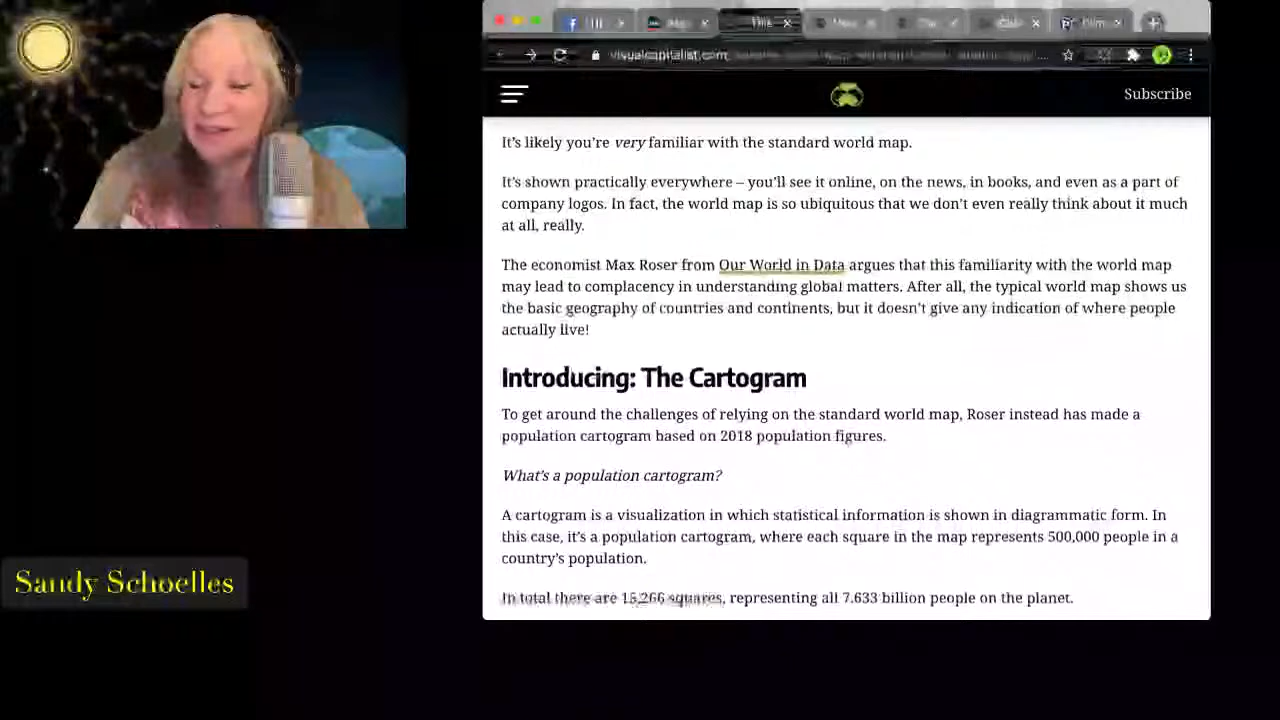 This
visualcapitalist.com
Subscribe
It's likely you're very familiar with the standard world map.
It's shown practically everywhere – you'll see it online, on the news, in books, and even as a part of
company logos. In fact, the world map is so ubiquitous that we don't even really think about it much
at all, really.
The economist Max Roser from Our World in Data argues that this familiarity with the world map
may lead to complacency in understanding global matters. After all, the typical world map shows us
the basic geography of countries and continents, but it doesn't give any indication of where people
actually live!
Introducing: The Cartogram
To get around the challenges of relying on the standard world map, Roser instead has made a
population cartogram based on 2018 population figures.
What's a population cartogram?
A cartogram is a visualization in which statistical information is shown in diagrammatic form. In
this case, it's a population cartogram, where each square in the map represents 500,000 people in a
country's population.
In total there are 15,266 squares, representing all 7.633 billion people on the planet.
Sandy Schoelles